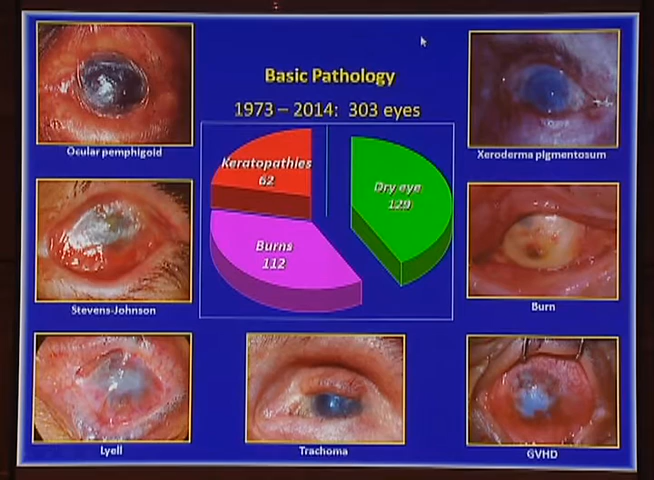 Basic Pathology
1973 – 2014: 303 eyes
Keratopathies
62
Dry eye
129
Burns
112
Ocular pemphigold
Xeroderma pigmentosum
Stevens-Johnson
Burn
Lyell
Trachoma
GVHD